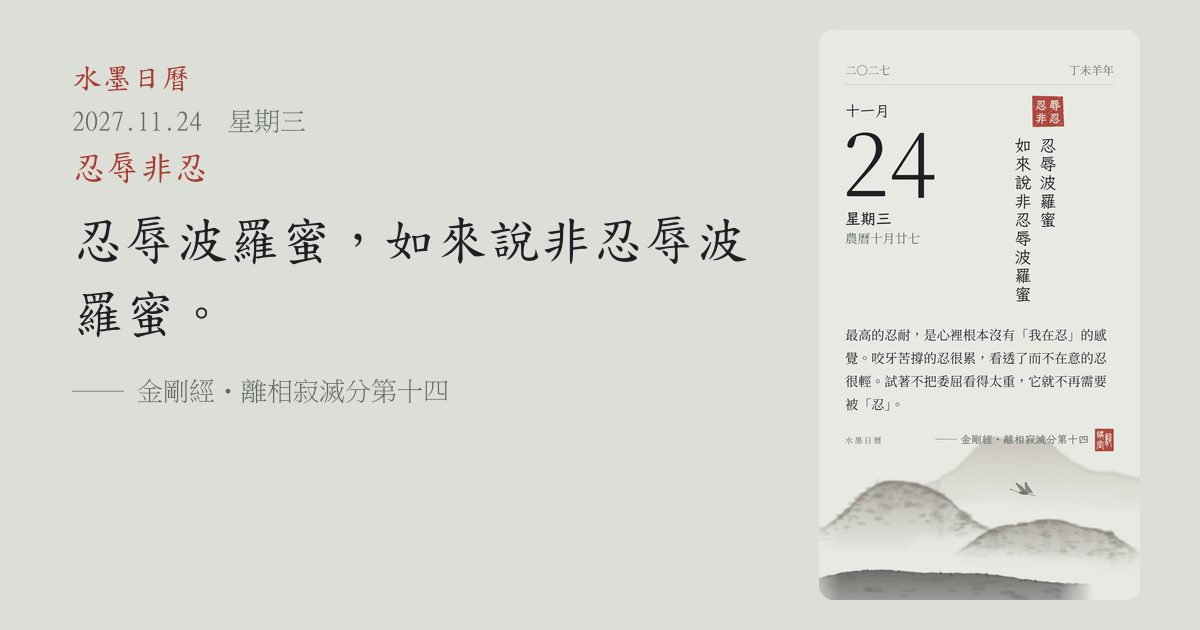 水墨日曆
2027.11.24 星期三
忍辱非忍
忍辱波羅蜜，如來說非忍辱波
羅蜜。
—— 金剛經・離相寂滅分第十四
二〇二七
丁未羊年
十一月
24
星期三
農曆十月廿七
忍辱非忍
忍辱波羅蜜
如來說非忍辱波羅蜜
最高的忍耐，是心裡根本沒有「我在忍」的感
覺。咬牙苦撐的忍很累，看透了而不在意的忍
很輕。試著不把委屈看得太重，它就不再需要
被「忍」。
水墨日曆
—— 金剛經・離相寂滅分第十四